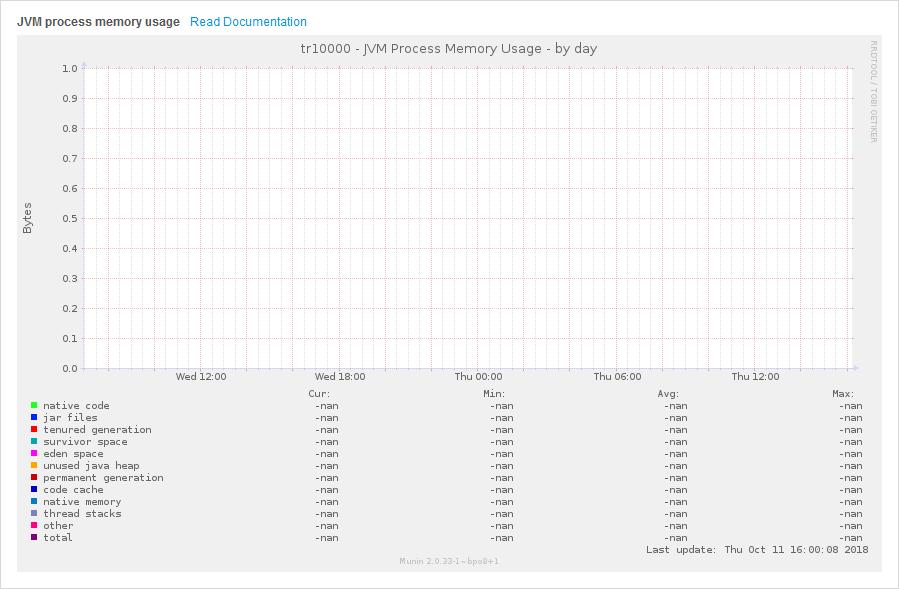 JVM process memory usage Read Documentation
tr10000 - JVM Process Memory Usage - by day
RRDTOOL / TOBI OETIKER
Bytes
1.0
0.9
0.8
0.7
0.6
0.5
0.4
0.3
0.2
0.1
0.0
Wed 12:00 Wed 18:00 Thu 00:00 Thu 06:00 Thu 12:00
Cur: Min: Avg: Max:
native code -nan -nan -nan -nan
jar files -nan -nan -nan -nan
tenured generation -nan -nan -nan -nan
survivor space -nan -nan -nan -nan
eden space -nan -nan -nan -nan
unused java heap -nan -nan -nan -nan
permanent generation -nan -nan -nan -nan
code cache -nan -nan -nan -nan
native memory -nan -nan -nan -nan
thread stacks -nan -nan -nan -nan
other -nan -nan -nan -nan
total -nan -nan -nan -nan
Last update: Thu Oct 11 16:00:08 2018
Munin 2.0.33-1~bpo8+1